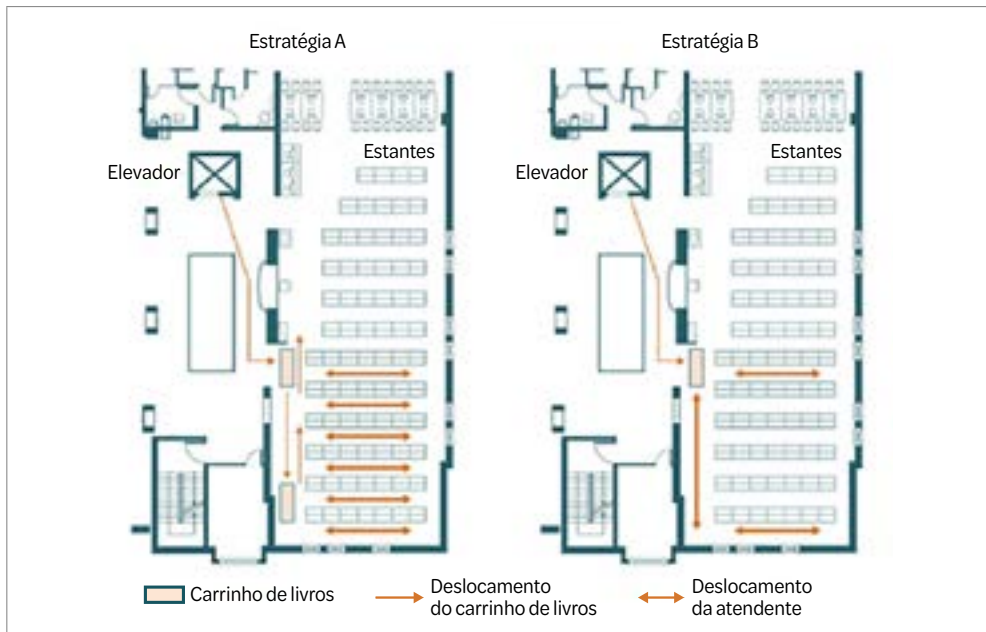 Estratégia A
Estratégia B
Elevador
Estantes
Elevador
Estantes
Carrinho de livros
Deslocamento
do carrinho de livros
Deslocamento
da atendente